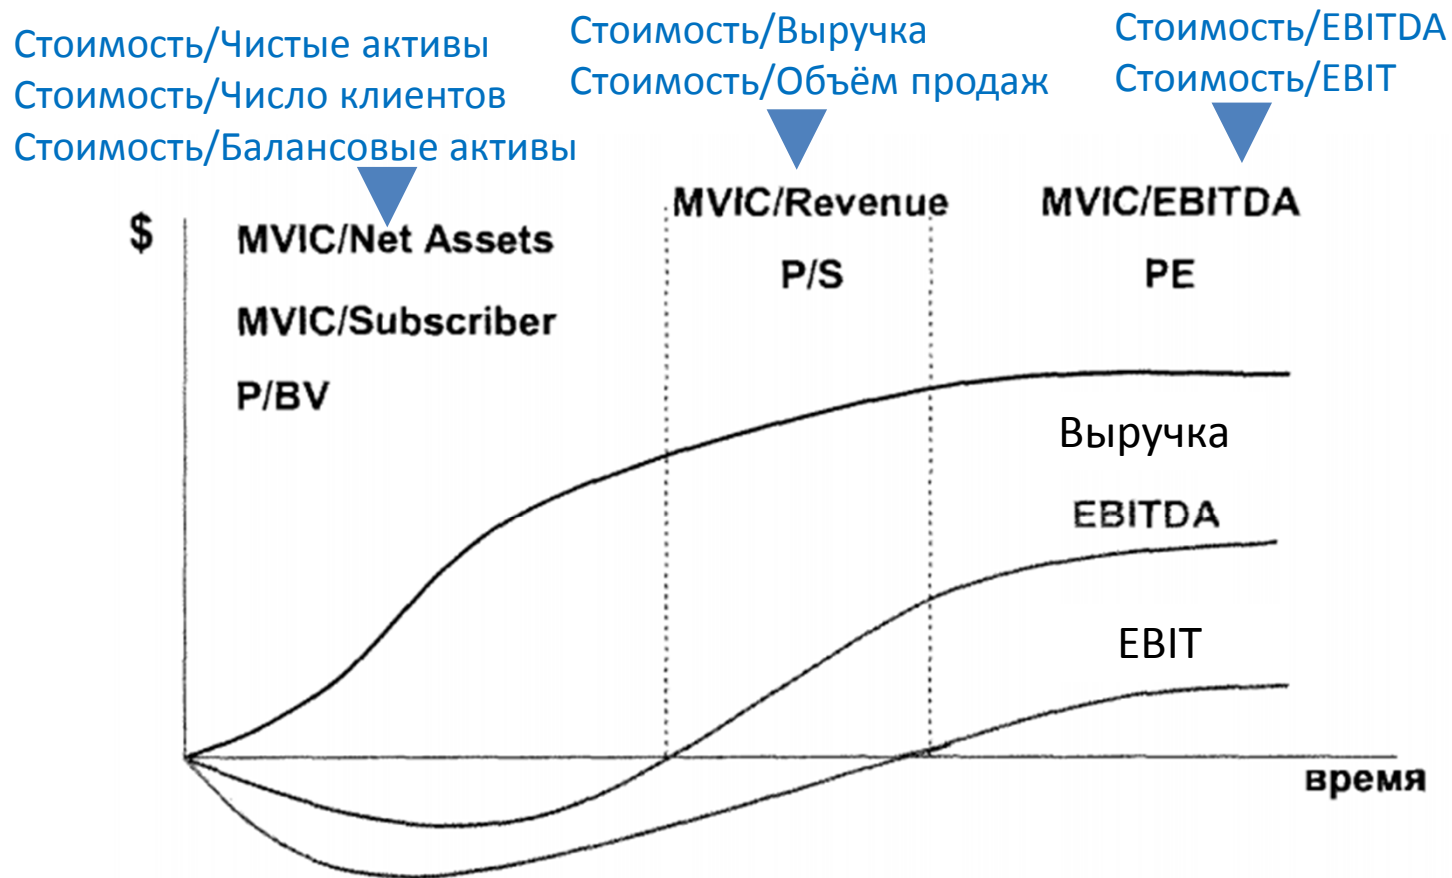 Стоимость/Чистые активы
Стоимость/Число клиентов
Стоимость/Балансовые активы
Стоимость/Выручка
Стоимость/Объём продаж
Стоимость/EBITDA
Стоимость/EBIT
$
MVIC/Net Assets
MVIC/Subscriber
P/BV
MVIC/Revenue
P/S
MVIC/EBITDA
PE
Выручка
EBITDA
EBIT
время